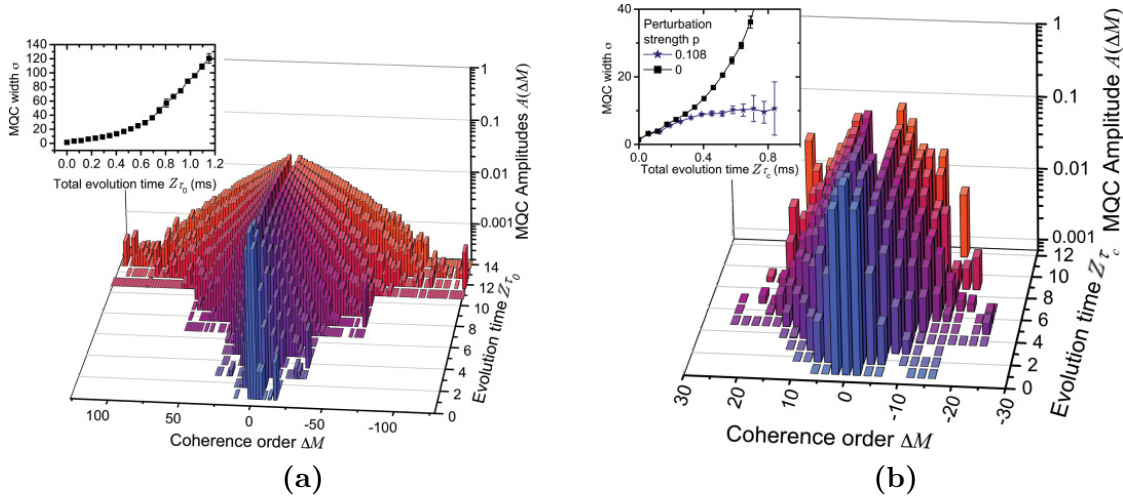 140
120
100
80
60
40
20
0
MQC width σ
0.0 0.2 0.4 0.6 0.8 1.0 1.2
Total evolution time Zτ₀ (ms)
1
0.1
0.01
0.001
MQC Amplitudes A(ΔM)
14
12
10
8
6
4
2
0
Evolution time Zτ₀
100 50 0 -50 -100
Coherence order ΔM
(a)
40
20
0
MQC width σ
Perturbation
strength p
0.108
0
0.0 0.4 0.8
Total evolution time Zτ_c (ms)
1
0.1
0.01
0.001
MQC Amplitude A(ΔM)
12
10
8
6
4
2
0
Evolution time Zτ_c
30 20 10 0 -10 -20 -30
Coherence order ΔM
(b)